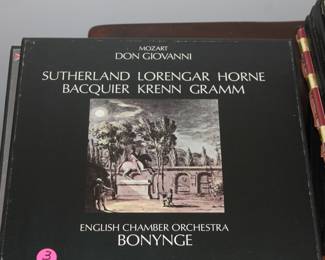 MOZART
DON GIOVANNI
SUTHERLAND LORENGAR HORNE
BACQUIER KRENN GRAMM
ENGLISH CHAMBER ORCHESTRA
BONYNGE
3